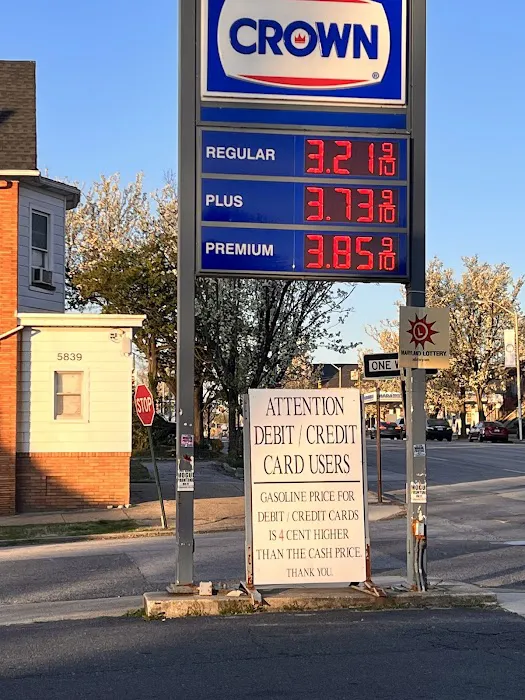 CROWN
®
REGULAR 3.21 9/10
PLUS 3.73 9/10
PREMIUM 3.85 9/10
MARYLAND LOTTERY.
ONE
5839
STOP
ATTENTION
DEBIT / CREDIT
CARD USERS
GASOLINE PRICE FOR
DEBIT / CREDIT CARDS
IS 4 CENT HIGHER
THAN THE CASH PRICE.
THANK YOU.